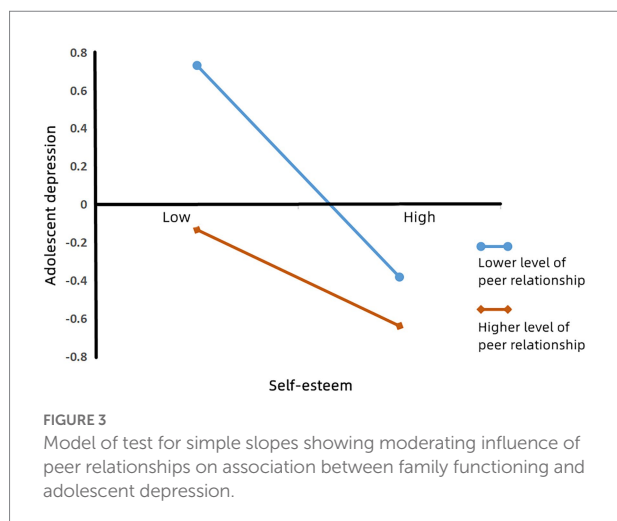 0.8
0.6
0.4
0.2
0
-0.2
-0.4
-0.6
-0.8
Adolescent depression
Low
High
Lower level of
peer relationship
Higher level of
peer relationship
Self-esteem
FIGURE 3
Model of test for simple slopes showing moderating influence of
peer relationships on association between family functioning and
adolescent depression.